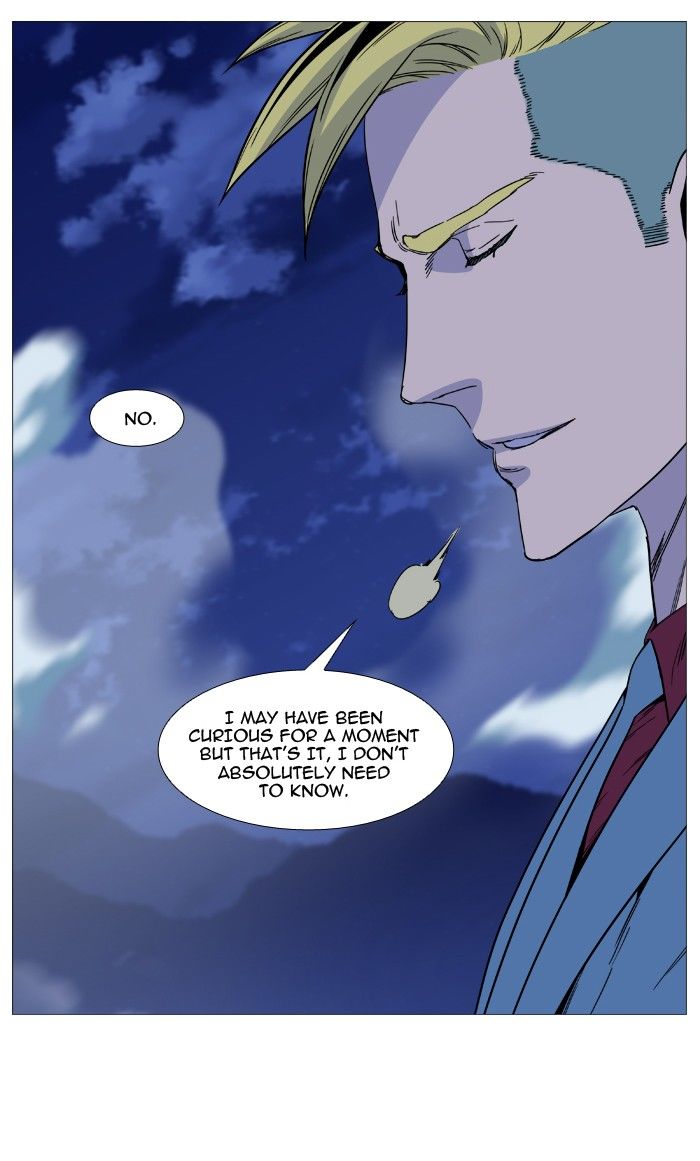 NO.
I MAY HAVE BEEN
CURIOUS FOR A MOMENT
BUT THAT'S IT, I DON'T
ABSOLUTELY NEED
TO KNOW.